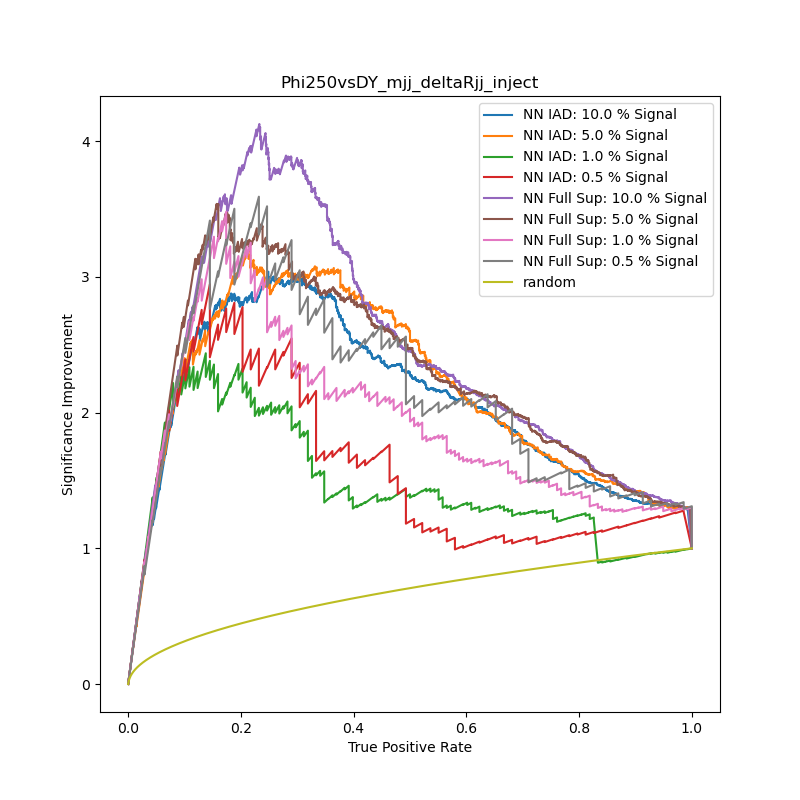 Phi250vsDY_mjj_deltaRjj_inject
NN IAD: 10.0 % Signal
NN IAD: 5.0 % Signal
NN IAD: 1.0 % Signal
NN IAD: 0.5 % Signal
NN Full Sup: 10.0 % Signal
NN Full Sup: 5.0 % Signal
NN Full Sup: 1.0 % Signal
NN Full Sup: 0.5 % Signal
random
Significance Improvement
4
3
2
1
0
0.0 0.2 0.4 0.6 0.8 1.0
True Positive Rate